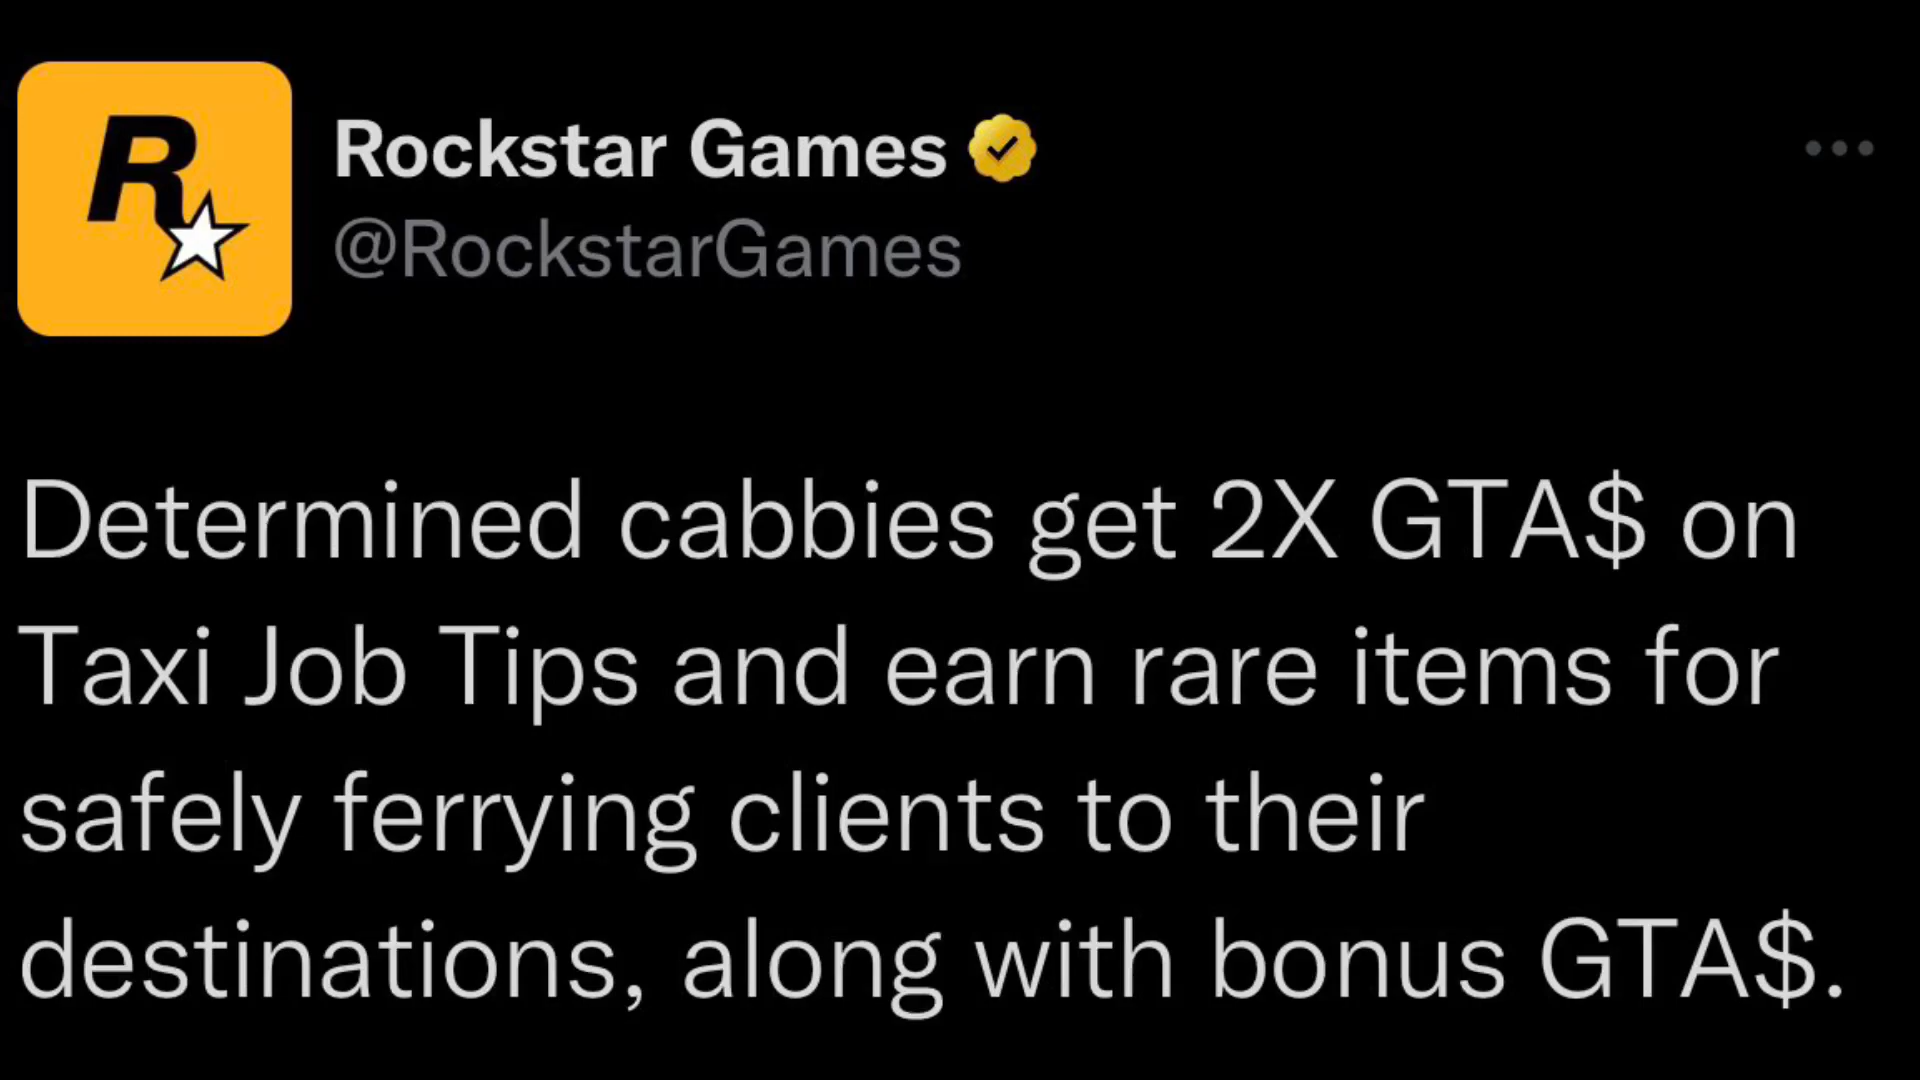 R
Rockstar Games
@RockstarGames
Determined cabbies get 2X GTA$ on
Taxi Job Tips and earn rare items for
safely ferrying clients to their
destinations, along with bonus GTA$.